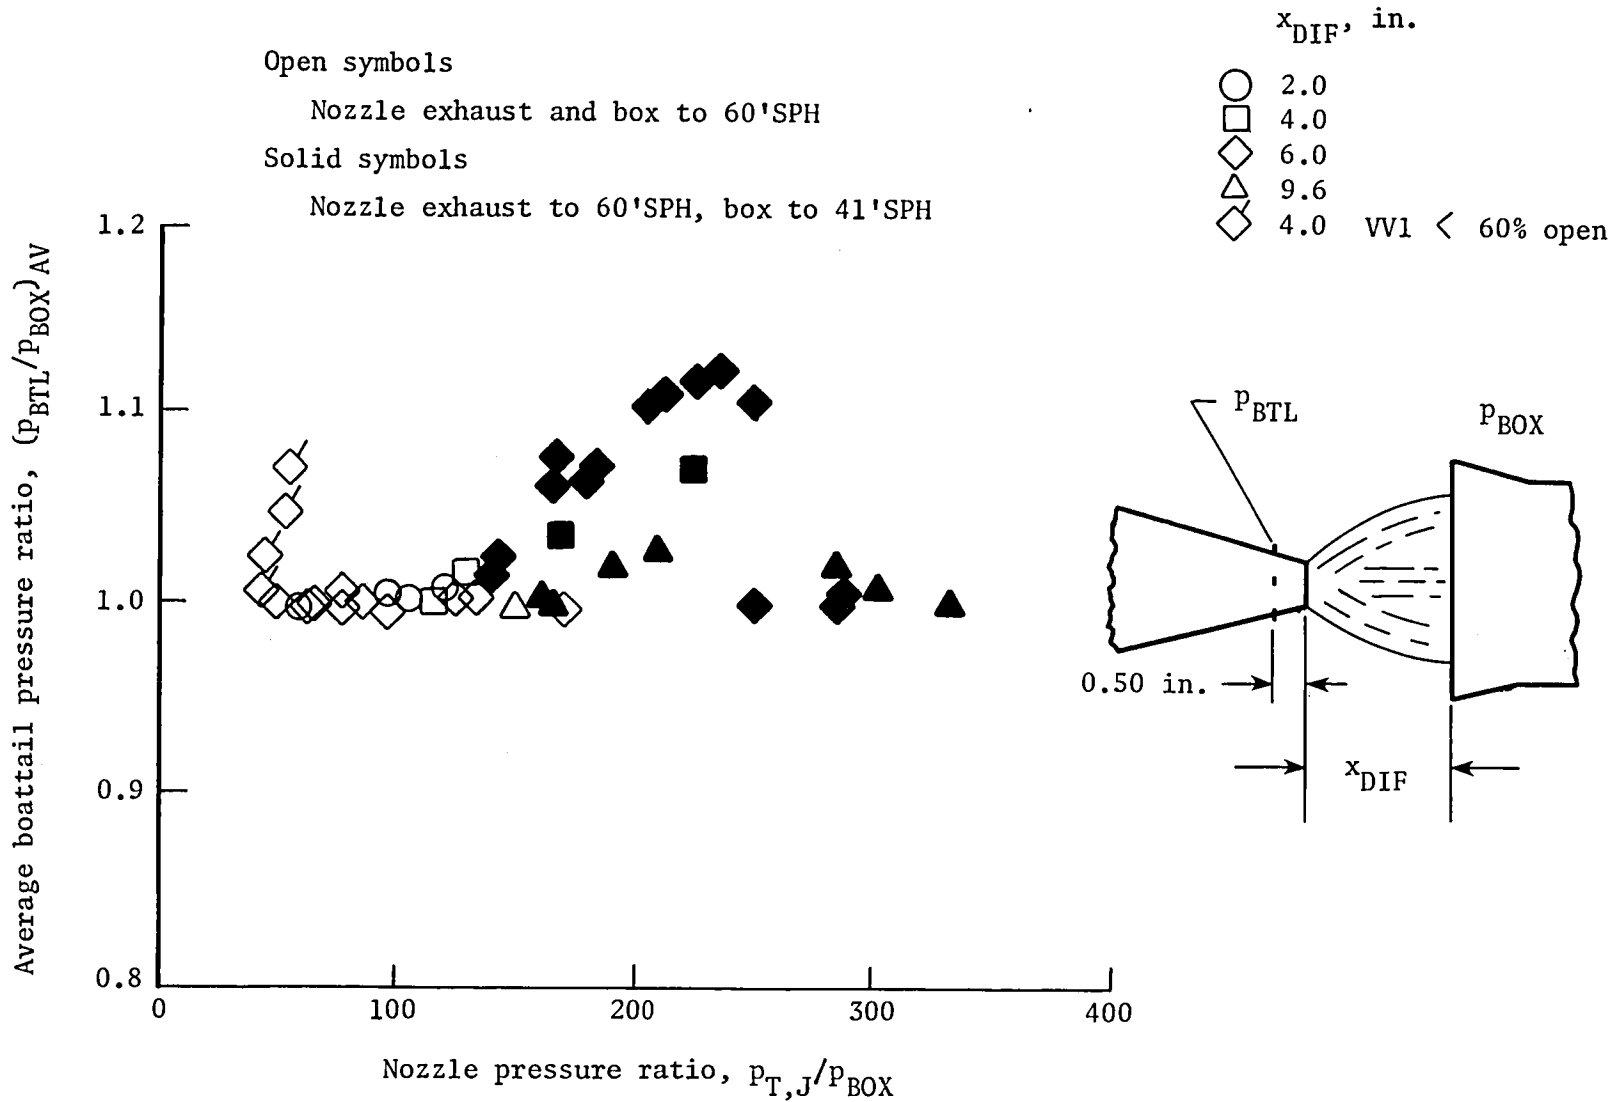 x_DIF, in.
Open symbols
Nozzle exhaust and box to 60'SPH
Solid symbols
Nozzle exhaust to 60'SPH, box to 41'SPH
2.0
4.0
6.0
9.6
4.0 VV1 < 60% open
Average boattail pressure ratio, (p_BTL/p_BOX)_AV
1.2
1.1
1.0
0.9
0.8
0
100
200
300
400
Nozzle pressure ratio, p_T,J/p_BOX
p_BTL
p_BOX
0.50 in.
x_DIF